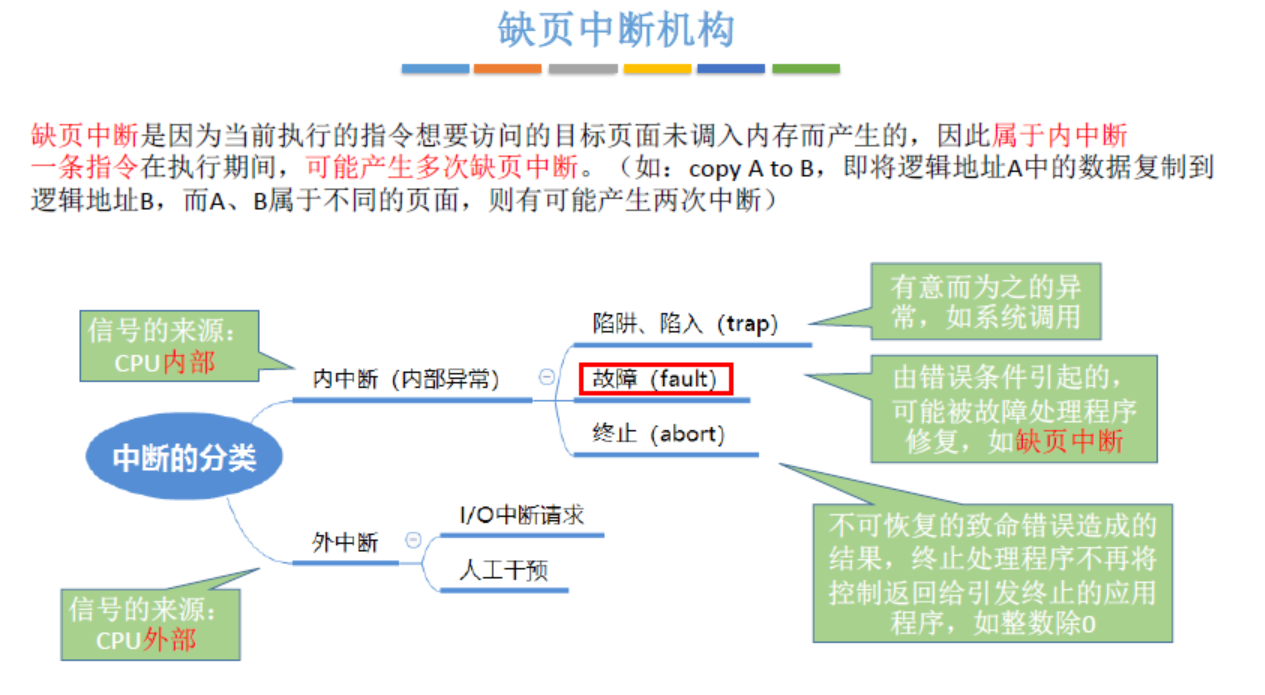 缺页中断机构
缺页中断是因为当前执行的指令想要访问的目标页面未调入内存而产生的，因此属于内中断
一条指令在执行期间，可能产生多次缺页中断。（如：copy A to B，即将逻辑地址A中的数据复制到
逻辑地址B，而A、B属于不同的页面，则有可能产生两次中断）
信号的来源：
CPU内部
内中断（内部异常）
陷阱、陷入（trap）
有意而为之的异
常，如系统调用
故障（fault）
由错误条件引起的，
可能被故障处理程序
修复，如缺页中断
终止（abort）
不可恢复的致命错误造成的
结果，终止处理程序不再将
控制返回给引发终止的应用
程序，如整数除0
中断的分类
外中断
I/O中断请求
人工干预
信号的来源：
CPU外部